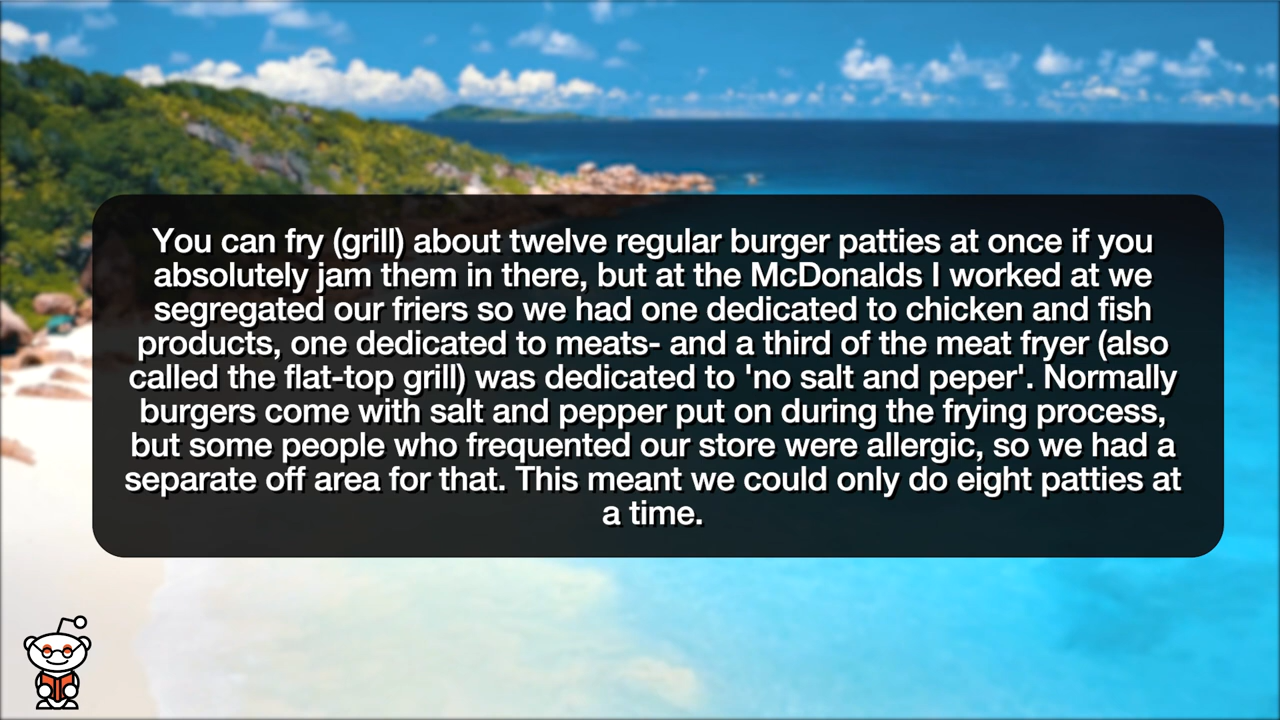 You can fry (grill) about twelve regular burger patties at once if you
absolutely jam them in there, but at the McDonalds I worked at we
segregated our friers so we had one dedicated to chicken and fish
products, one dedicated to meats- and a third of the meat fryer (also
called the flat-top grill) was dedicated to 'no salt and peper'. Normally
burgers come with salt and pepper put on during the frying process,
but some people who frequented our store were allergic, so we had a
separate off area for that. This meant we could only do eight patties at
a time.